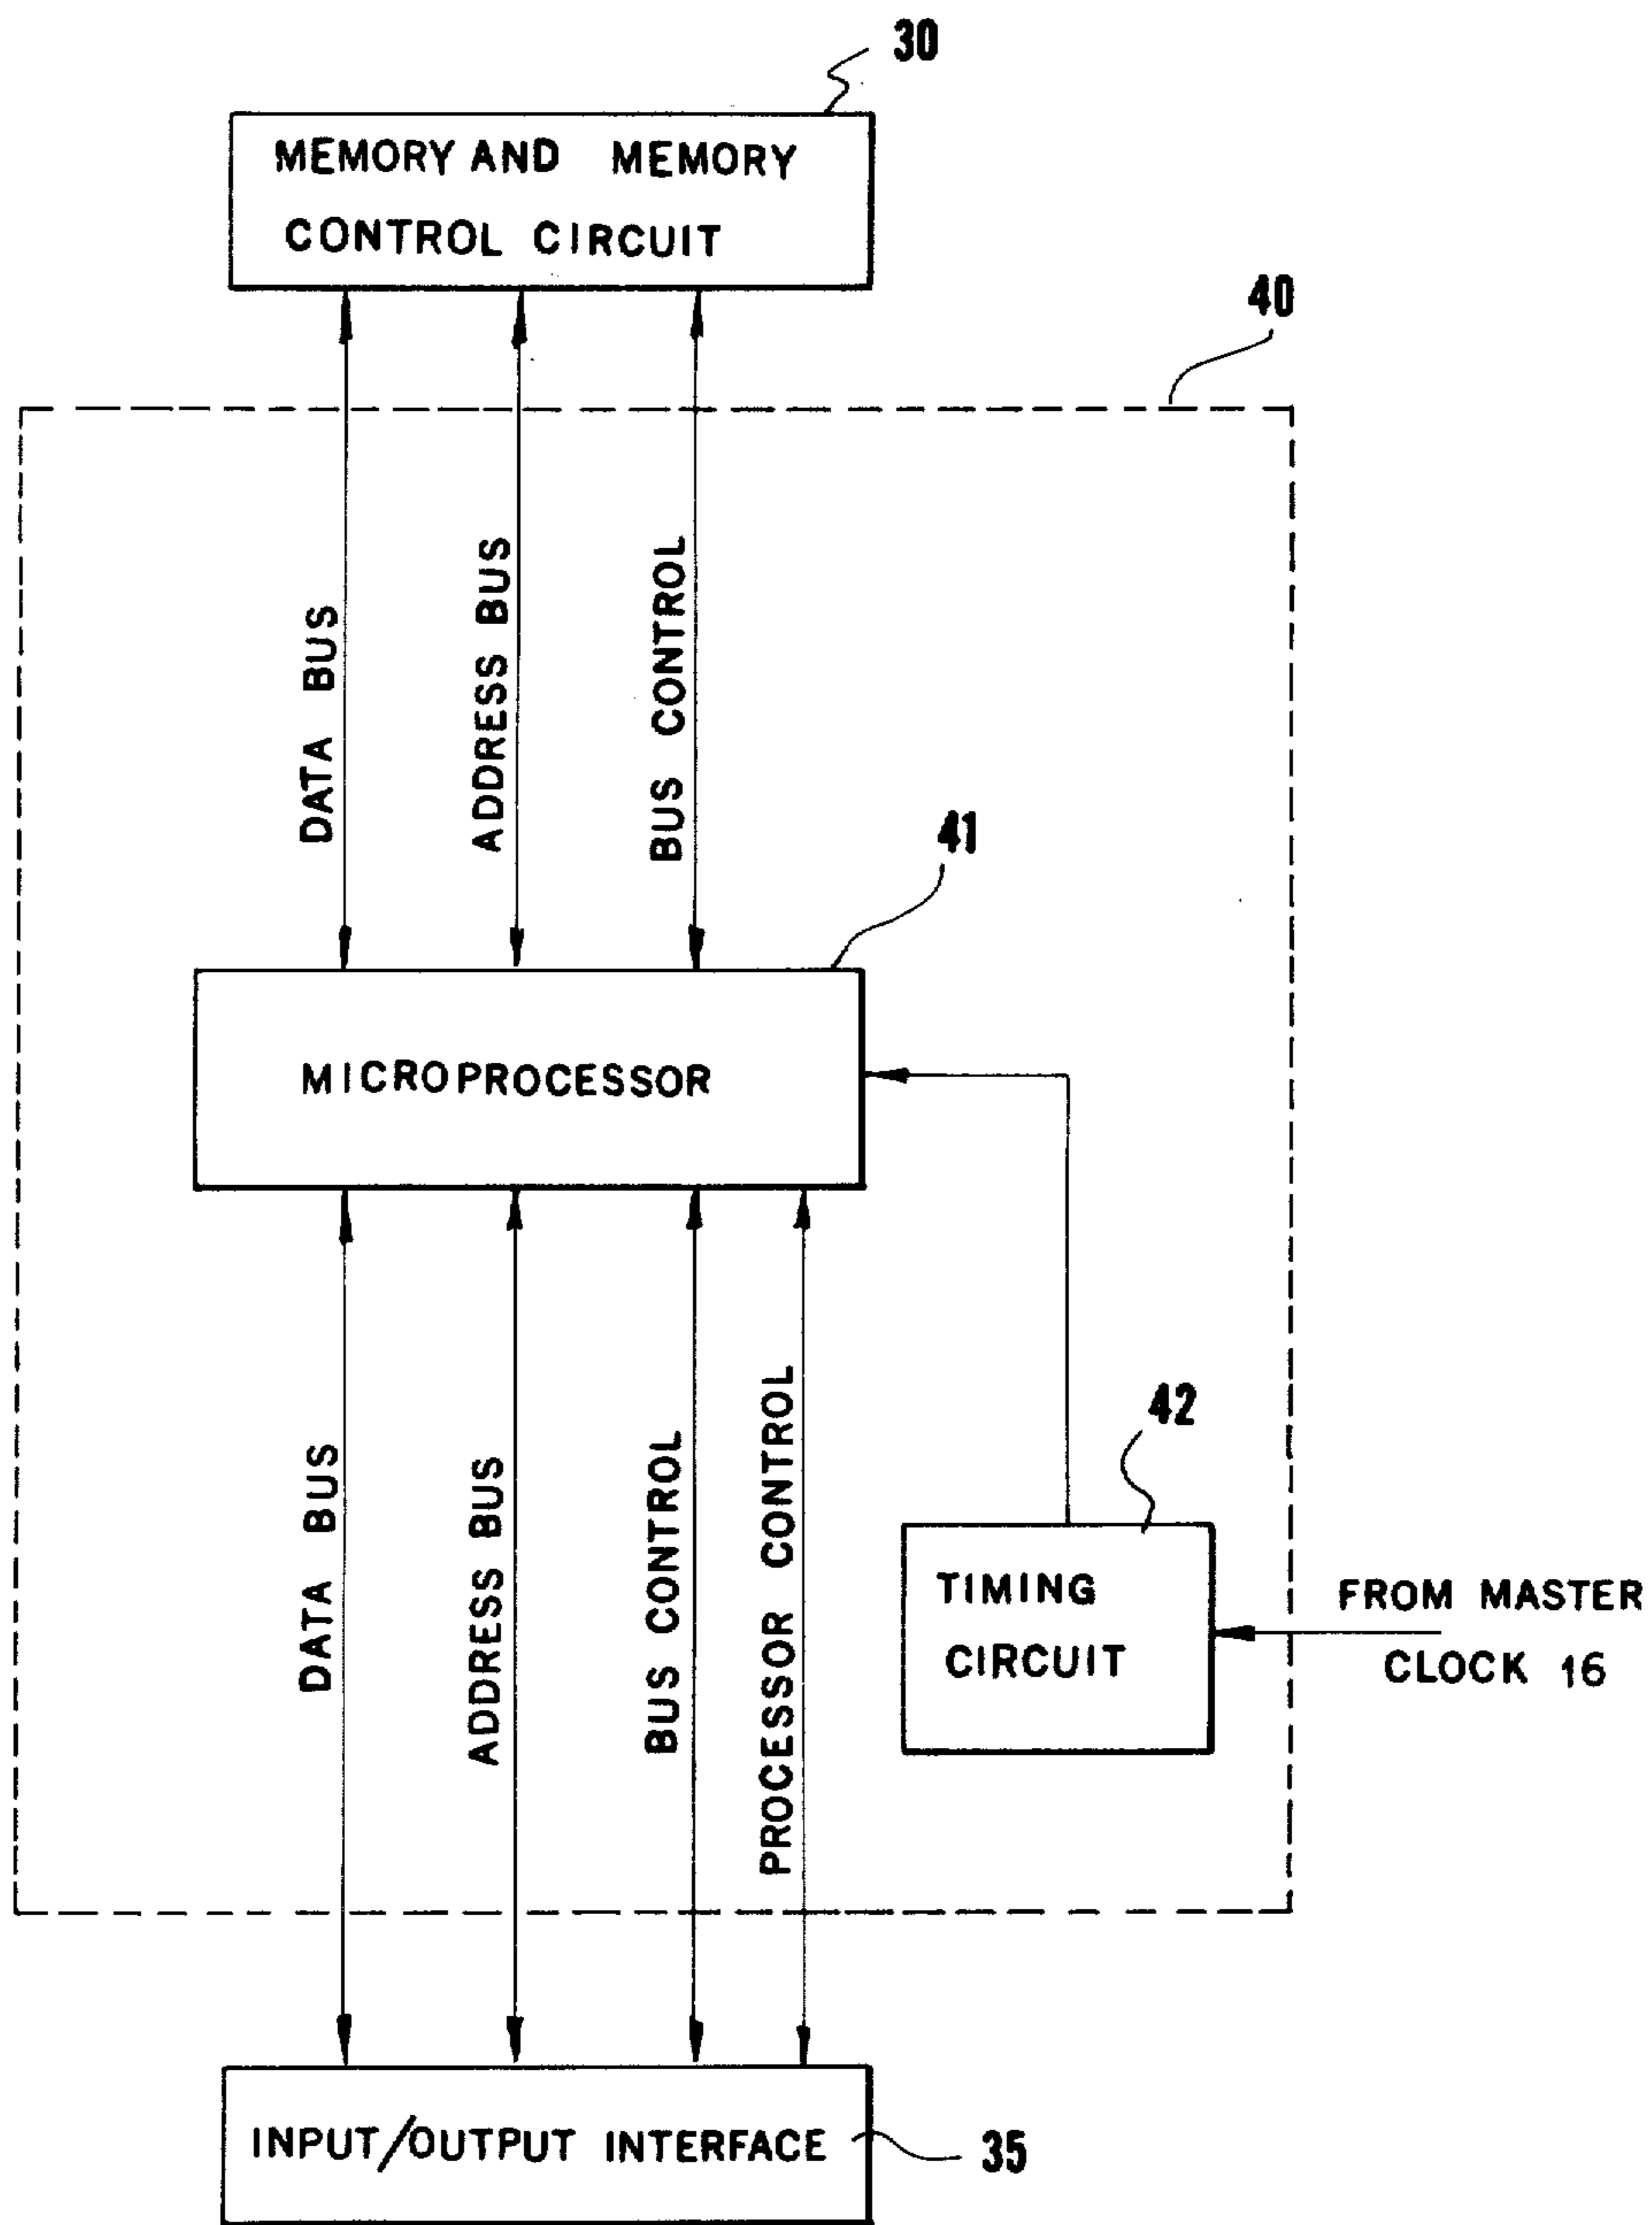 30
MEMORY AND MEMORY
CONTROL CIRCUIT
40
DATA BUS
ADDRESS BUS
BUS CONTROL
41
MICROPROCESSOR
DATA BUS
ADDRESS BUS
BUS CONTROL
PROCESSOR CONTROL
42
TIMING
CIRCUIT
FROM MASTER
CLOCK 16
INPUT/OUTPUT INTERFACE
35